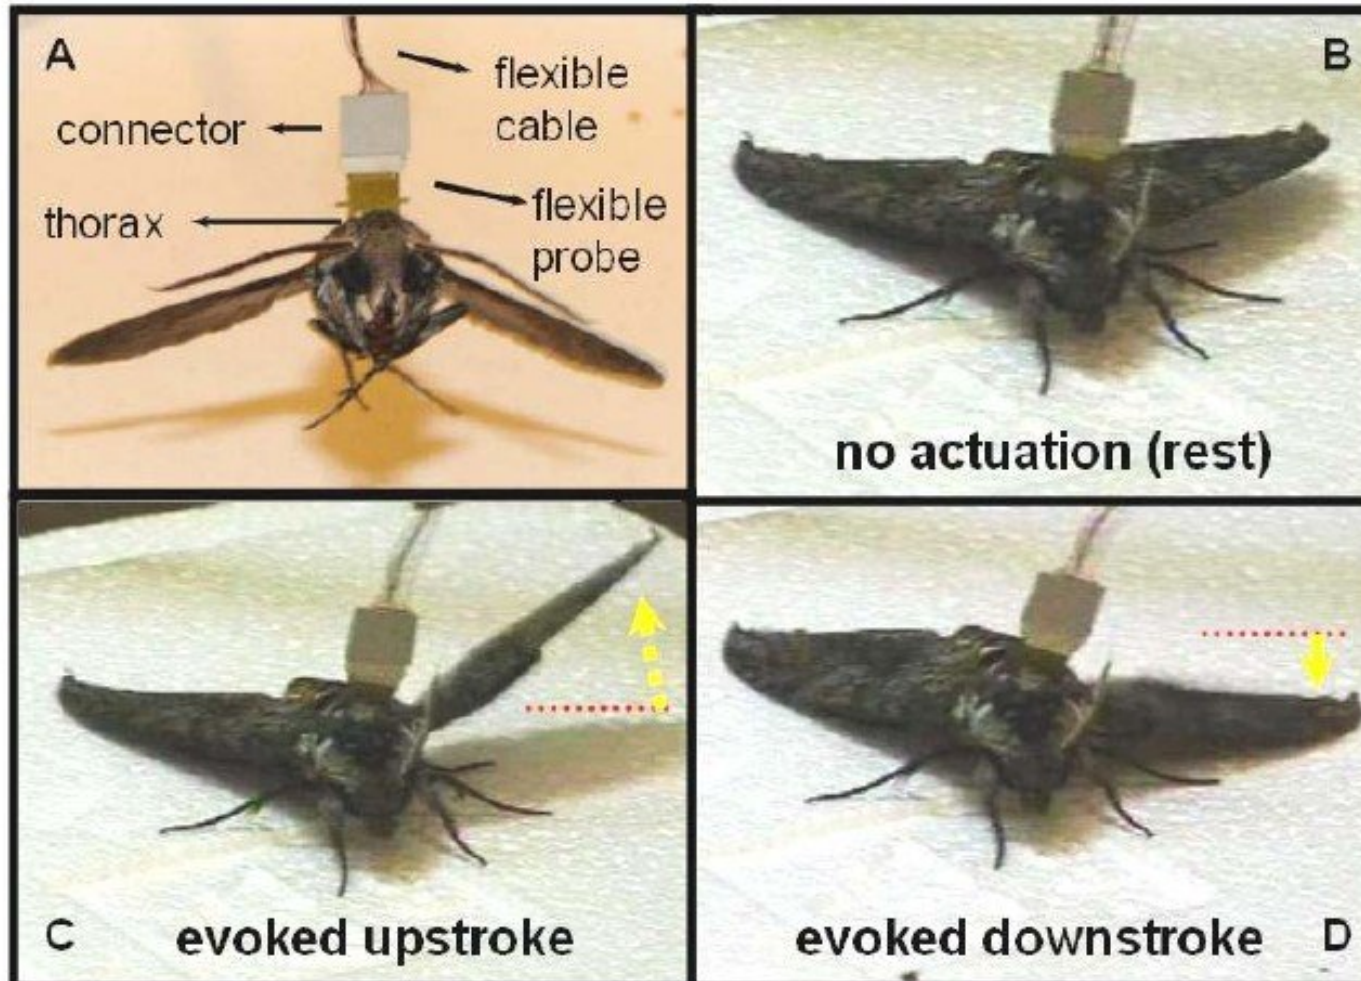 A
flexible
cable
connector
thorax
flexible
probe
B
no actuation (rest)
C
evoked upstroke
evoked downstroke
D